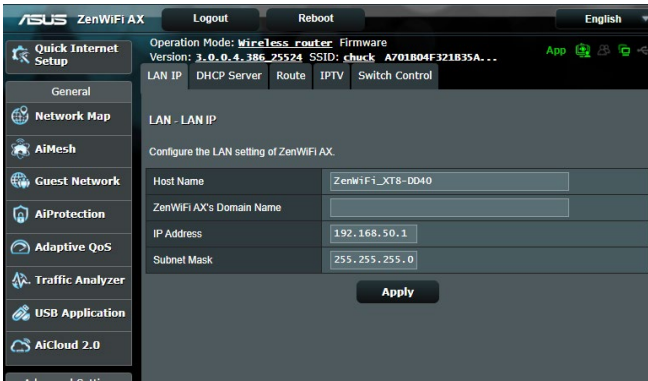 ASUS ZenWiFi AX Logout Reboot English
Quick Internet Setup
Operation Mode: Wireless router Firmware
Version: 3.0.0.4.386_25524 SSID: chuck A701B04F321B35A...
App
General
Network Map
AiMesh
Guest Network
AiProtection
Adaptive QoS
Traffic Analyzer
USB Application
AiCloud 2.0
Advanced Settings
LAN IP DHCP Server Route IPTV Switch Control
LAN - LAN IP
Configure the LAN setting of ZenWiFi AX.
Host Name ZenWiFi_XT8-DD40
ZenWiFi AX's Domain Name
IP Address 192.168.50.1
Subnet Mask 255.255.255.0
Apply